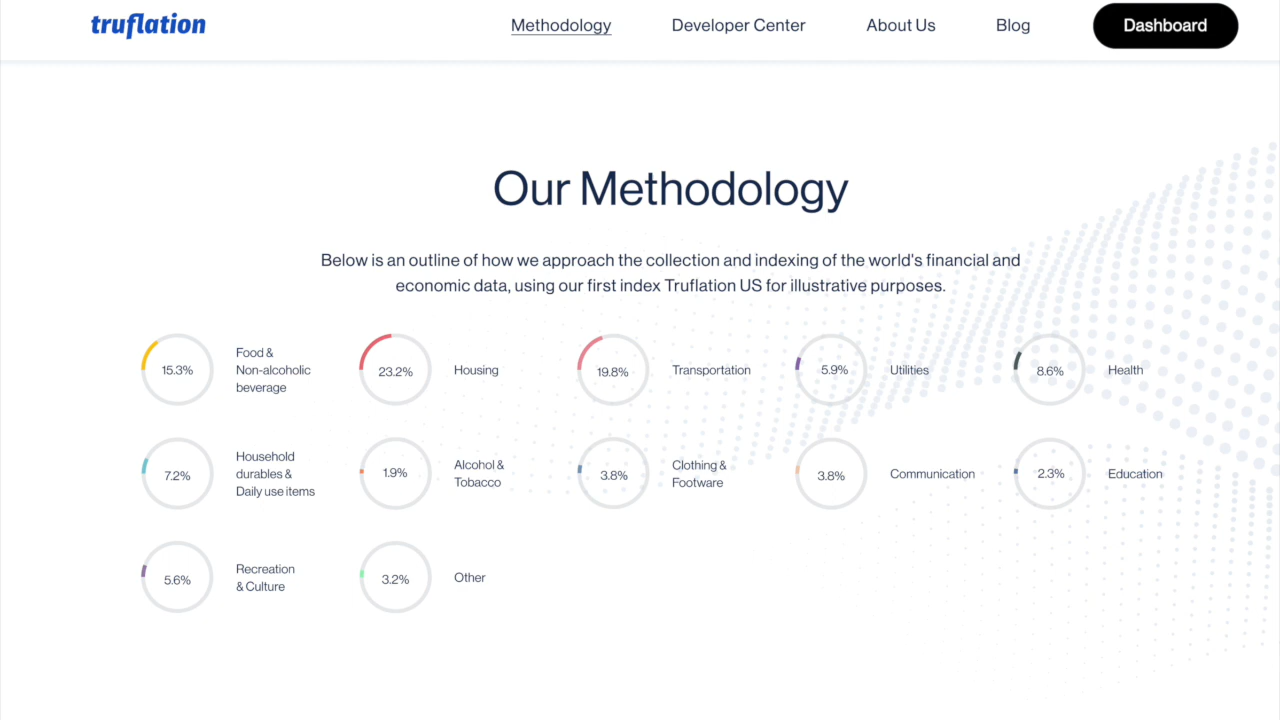 truflation
Methodology
Developer Center
About Us
Blog
Dashboard
Our Methodology
Below is an outline of how we approach the collection and indexing of the world's financial and
economic data, using our first index Truflation US for illustrative purposes.
15.3%
Food &
Non-alcoholic
beverage
23.2%
Housing
19.8%
Transportation
5.9%
Utilities
8.6%
Health
7.2%
Household
durables &
Daily use items
1.9%
Alcohol &
Tobacco
3.8%
Clothing &
Footware
3.8%
Communication
2.3%
Education
5.6%
Recreation
& Culture
3.2%
Other